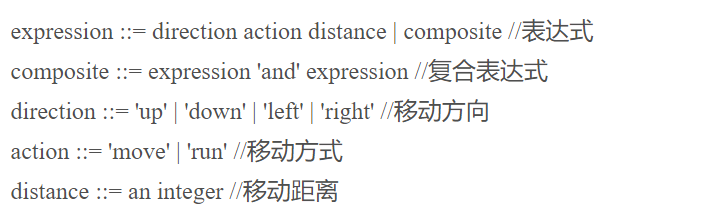 expression ::= direction action distance | composite //表达式
composite ::= expression 'and' expression //复合表达式
direction ::= 'up' | 'down' | 'left' | 'right' //移动方向
action ::= 'move' | 'run' //移动方式
distance ::= an integer //移动距离